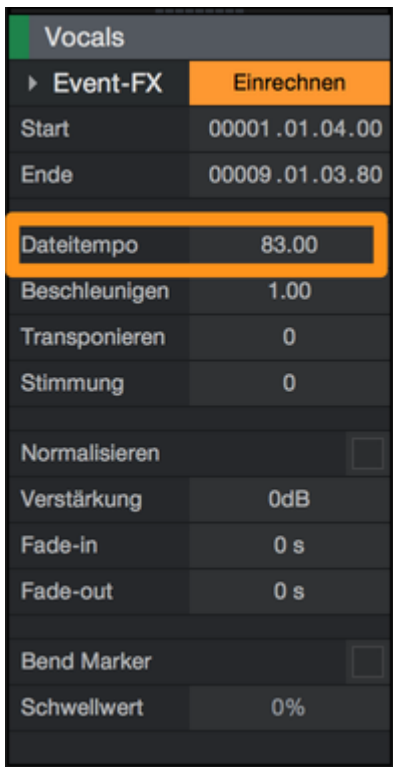 Vocals
Event-FX Einrechnen
Start 00001.01.04.00
Ende 00009.01.03.80
Dateitempo 83.00
Beschleunigen 1.00
Transponieren 0
Stimmung 0
Normalisieren
Verstärkung 0dB
Fade-in 0 s
Fade-out 0 s
Bend Marker
Schwellwert 0%